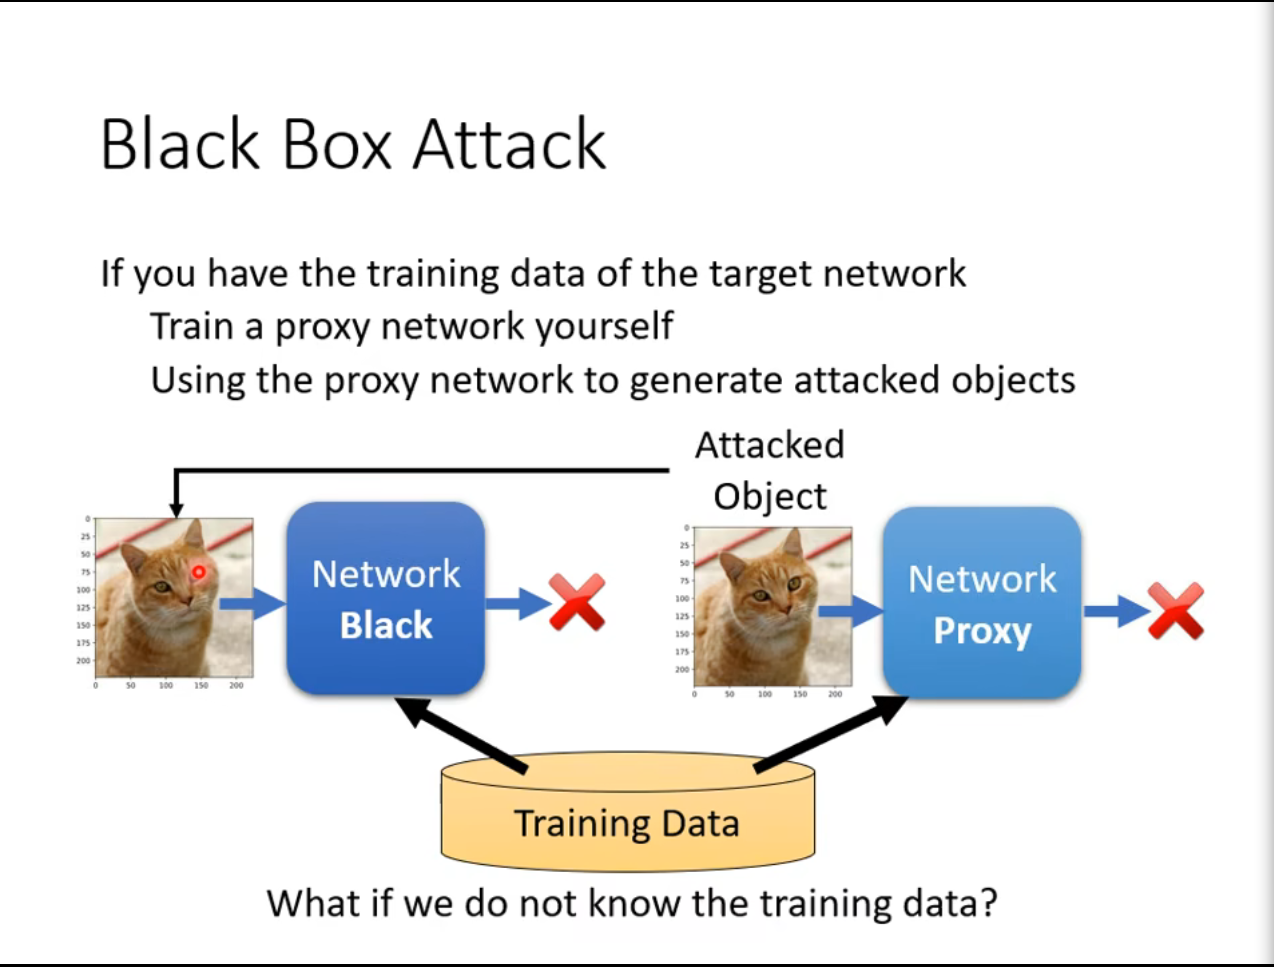 Black Box Attack
If you have the training data of the target network
Train a proxy network yourself
Using the proxy network to generate attacked objects
Attacked
Object
0
25
50
75
100
125
150
175
200
0 50 100 150 200
Network
Black
0
25
50
75
100
125
150
175
200
0 50 100 150 200
Network
Proxy
Training Data
What if we do not know the training data?